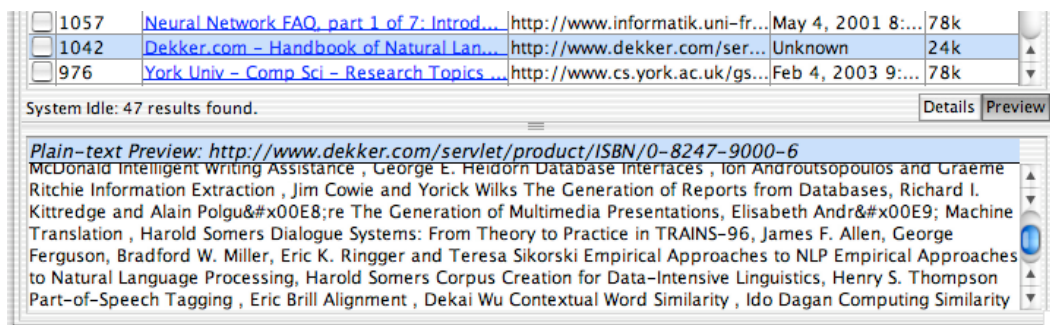 1057 Neural Network FAQ, part 1 of 7: Introd... http://www.informatik.uni-fr... May 4, 2001 8:... 78k
1042 Dekker.com – Handbook of Natural Lan... http://www.dekker.com/ser... Unknown 24k
976 York Univ – Comp Sci – Research Topics ... http://www.cs.york.ac.uk/gs... Feb 4, 2003 9:... 78k
System Idle: 47 results found. Details Preview
Plain-text Preview: http://www.dekker.com/servlet/product/ISBN/0-8247-9000-6
McDonald Intelligent Writing Assistance , George E. Heidorn Database Interfaces , Ion Androutsopoulos and Graeme
Ritchie Information Extraction , Jim Cowie and Yorick Wilks The Generation of Reports from Databases, Richard I.
Kittredge and Alain Polgu&#x00E8;re The Generation of Multimedia Presentations, Elisabeth Andr&#x00E9; Machine
Translation , Harold Somers Dialogue Systems: From Theory to Practice in TRAINS-96, James F. Allen, George
Ferguson, Bradford W. Miller, Eric K. Ringger and Teresa Sikorski Empirical Approaches to NLP Empirical Approaches
to Natural Language Processing, Harold Somers Corpus Creation for Data-Intensive Linguistics, Henry S. Thompson
Part-of-Speech Tagging , Eric Brill Alignment , Dekai Wu Contextual Word Similarity , Ido Dagan Computing Similarity